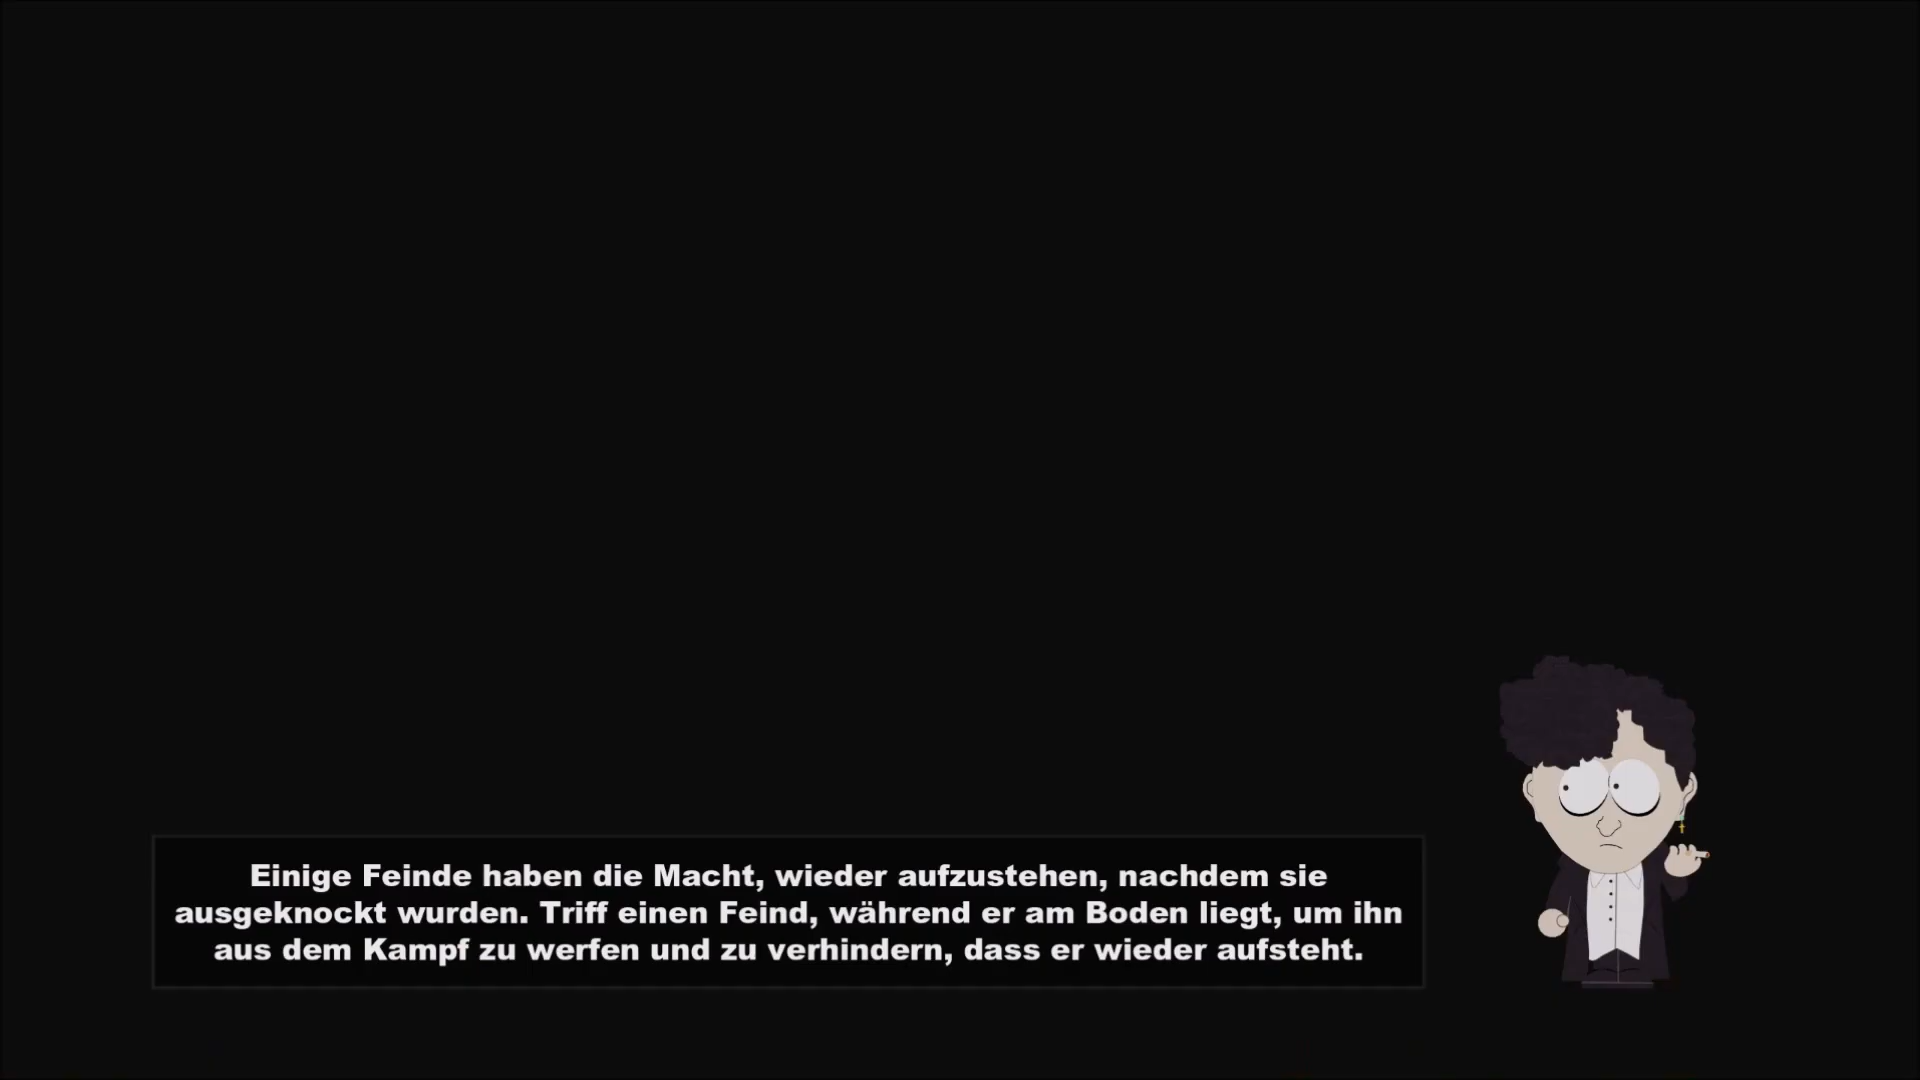 Einige Feinde haben die Macht, wieder aufzustehen, nachdem sie
ausgeknockt wurden. Triff einen Feind, während er am Boden liegt, um ihn
aus dem Kampf zu werfen und zu verhindern, dass er wieder aufsteht.